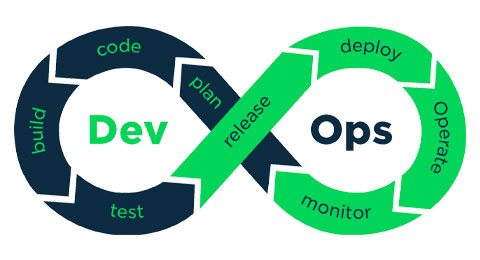 code
plan
build
Dev
test
release
deploy
Ops
Operate
monitor